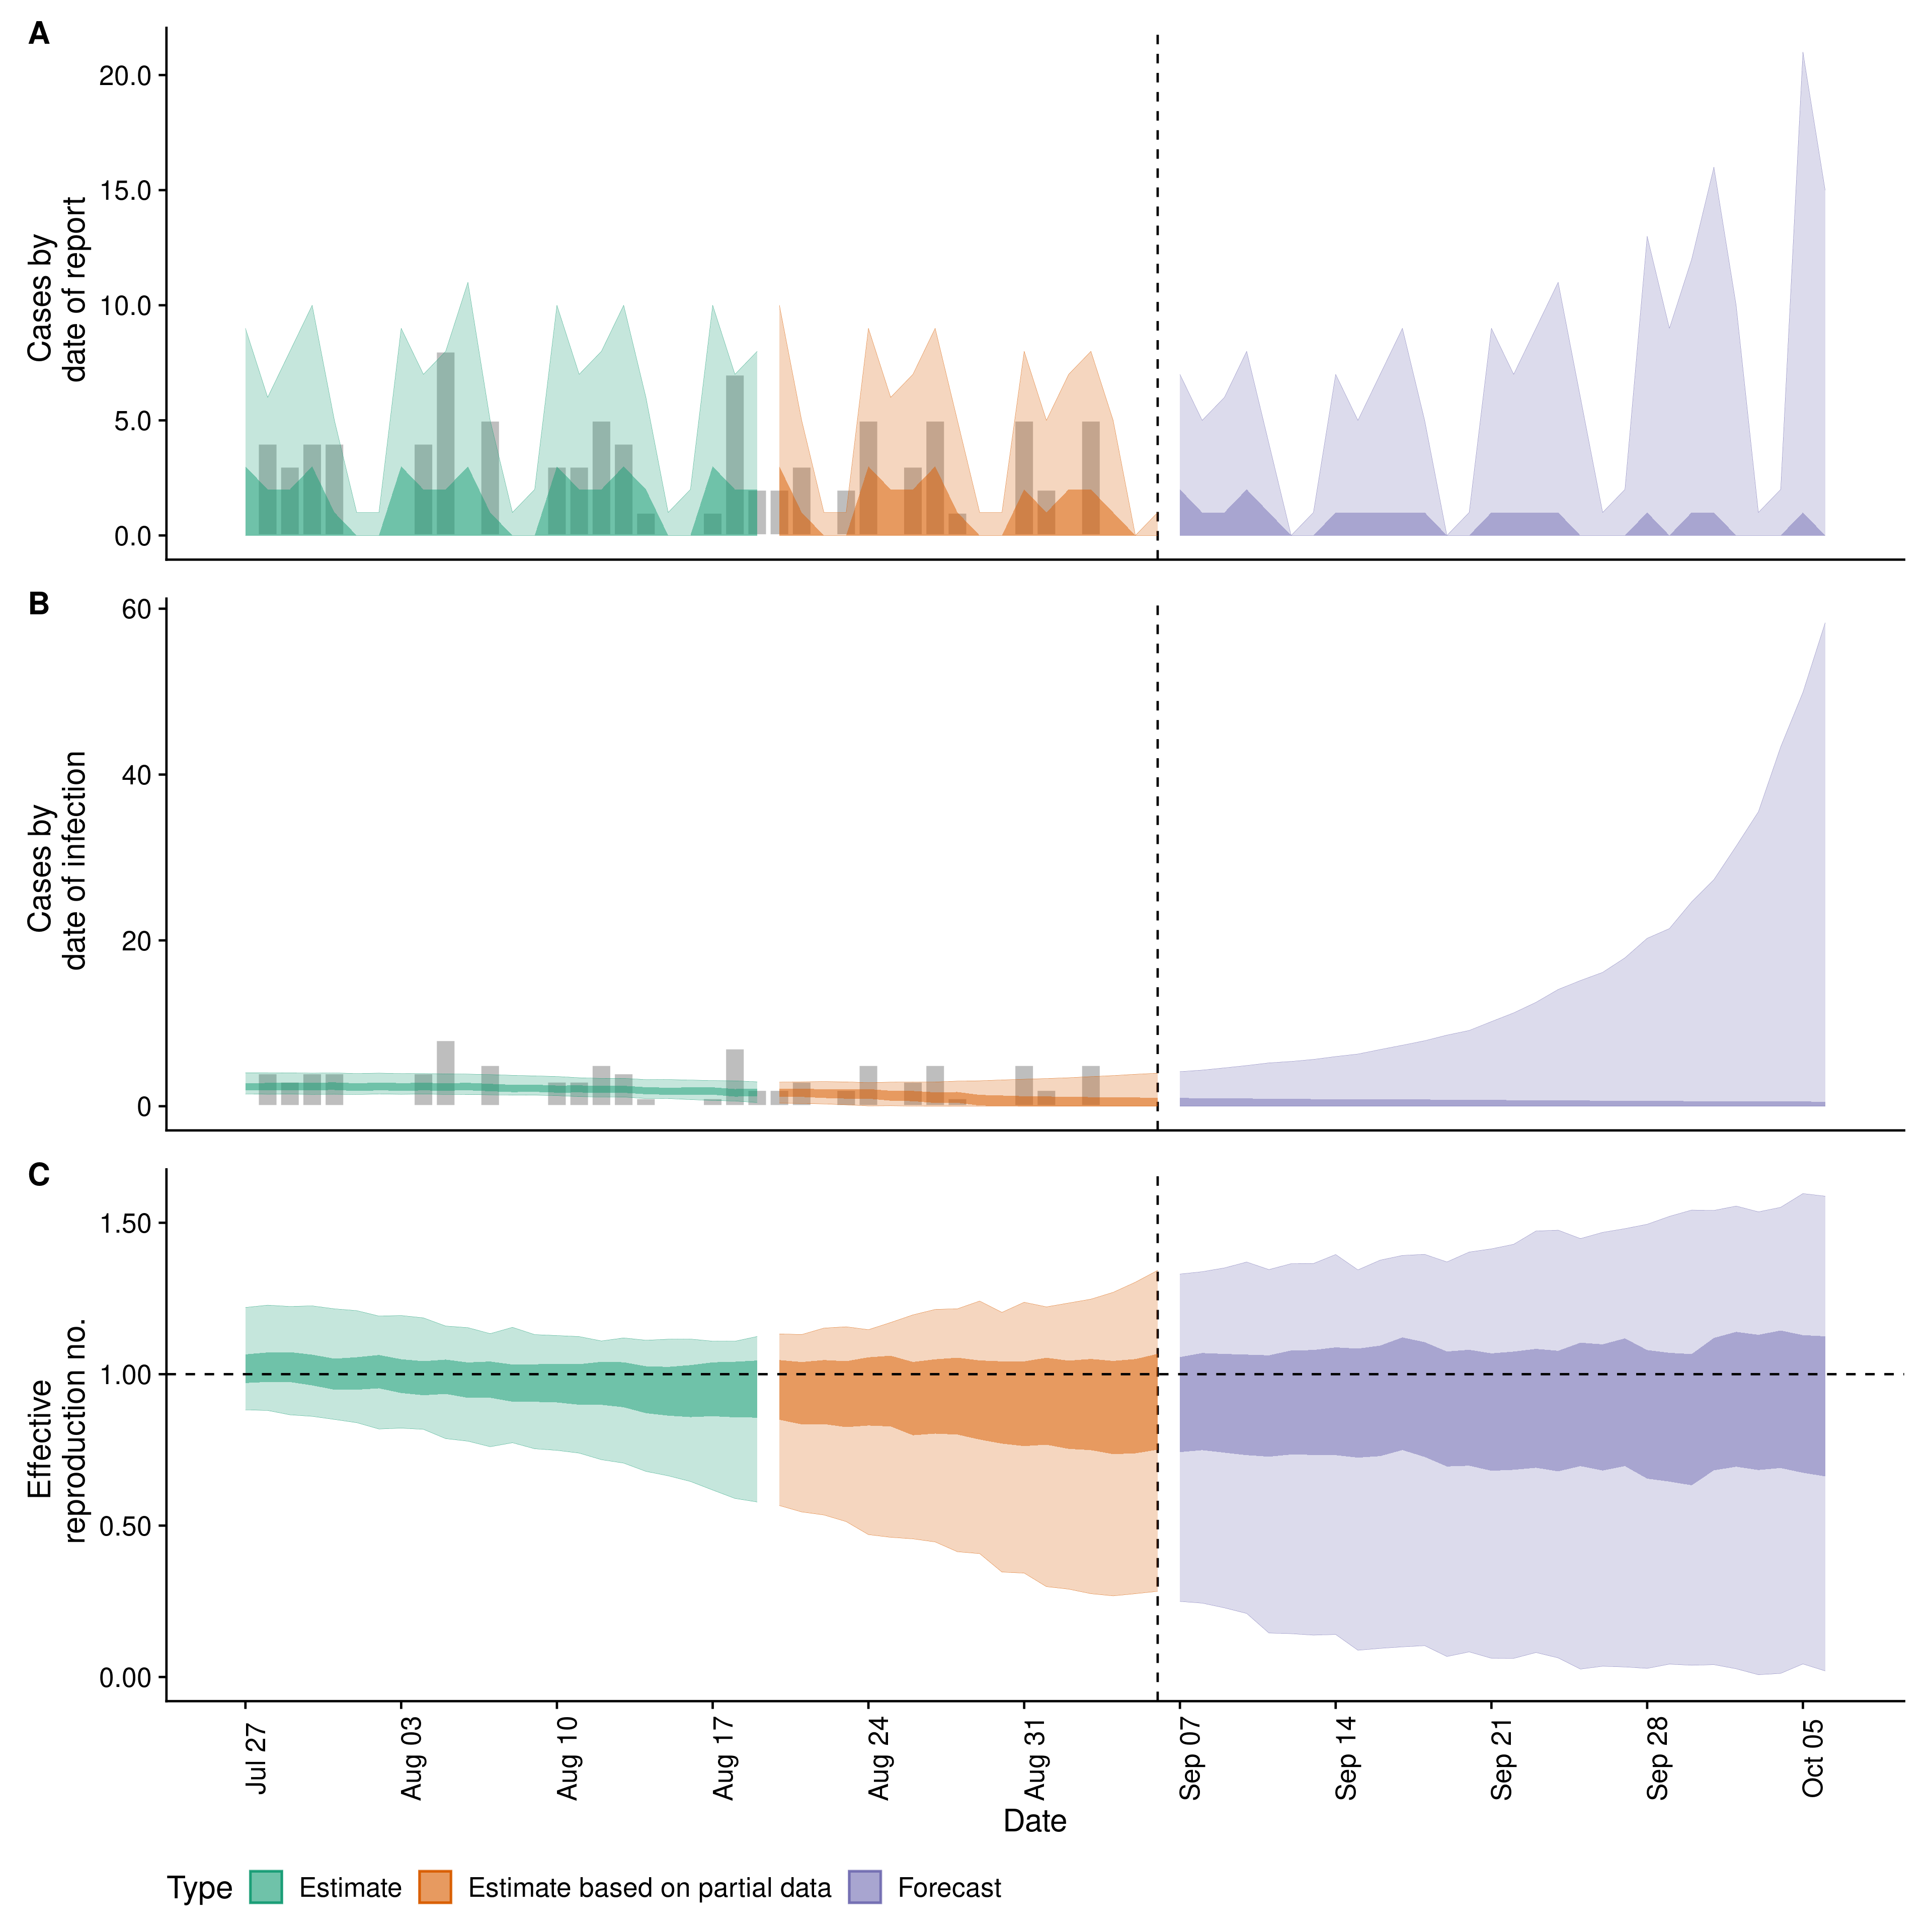 A
Cases by
date of report
20.0
15.0
10.0
5.0
0.0
B
Cases by
date of infection
60
40
20
0
C
Effective
reproduction no.
1.50
1.00
0.50
0.00
Jul 27
Aug 03
Aug 10
Aug 17
Aug 24
Aug 31
Sep 07
Sep 14
Sep 21
Sep 28
Oct 05
Date
Type Estimate Estimate based on partial data Forecast